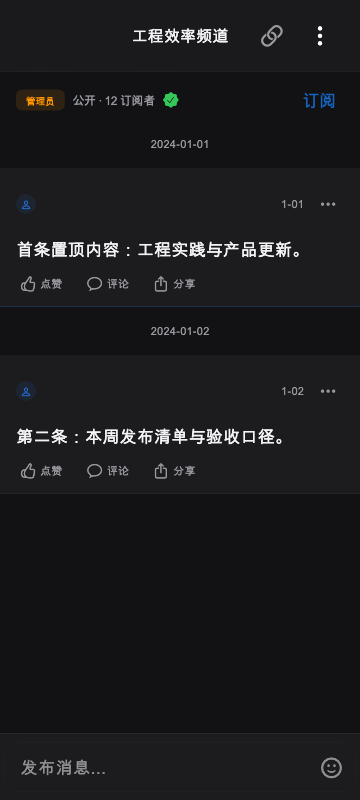 工程效率频道
管理员 公开 · 12 订阅者 订阅
2024-01-01
1-01
首条置顶内容：工程实践与产品更新。
点赞 评论 分享
2024-01-02
1-02
第二条：本周发布清单与验收口径。
点赞 评论 分享
发布消息...